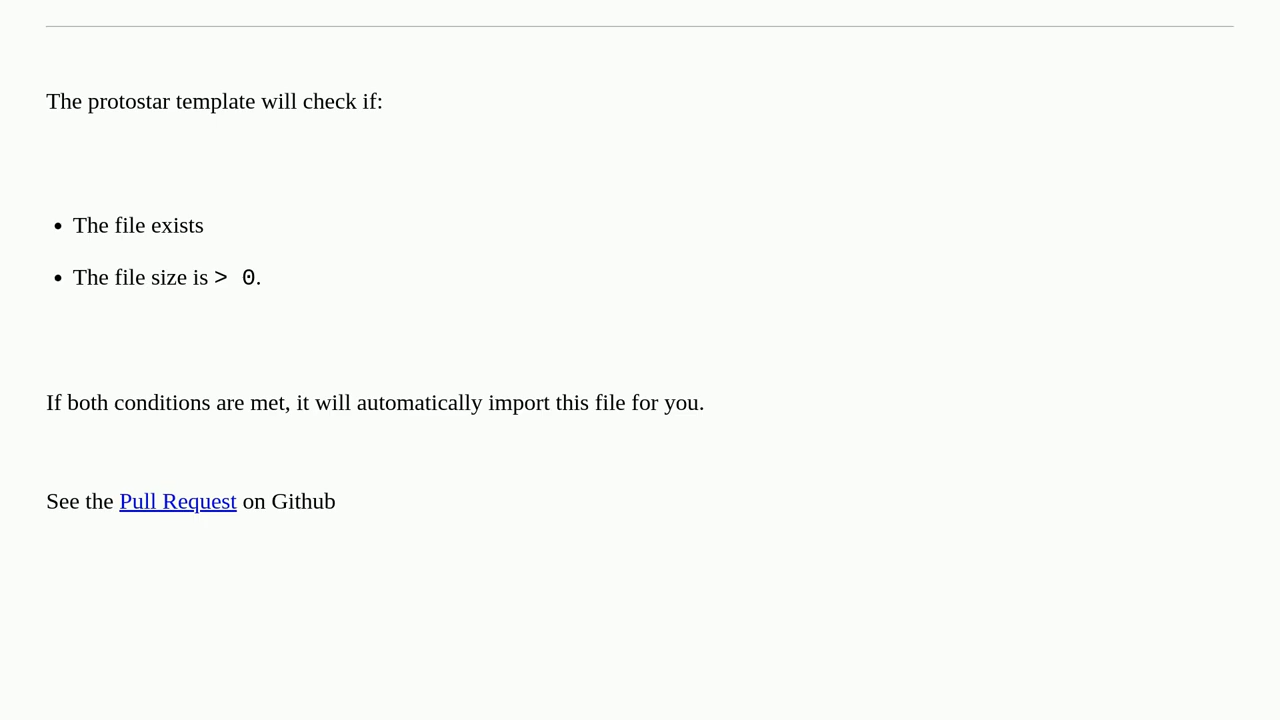 The protostar template will check if:
• The file exists
• The file size is > 0.
If both conditions are met, it will automatically import this file for you.
See the Pull Request on Github